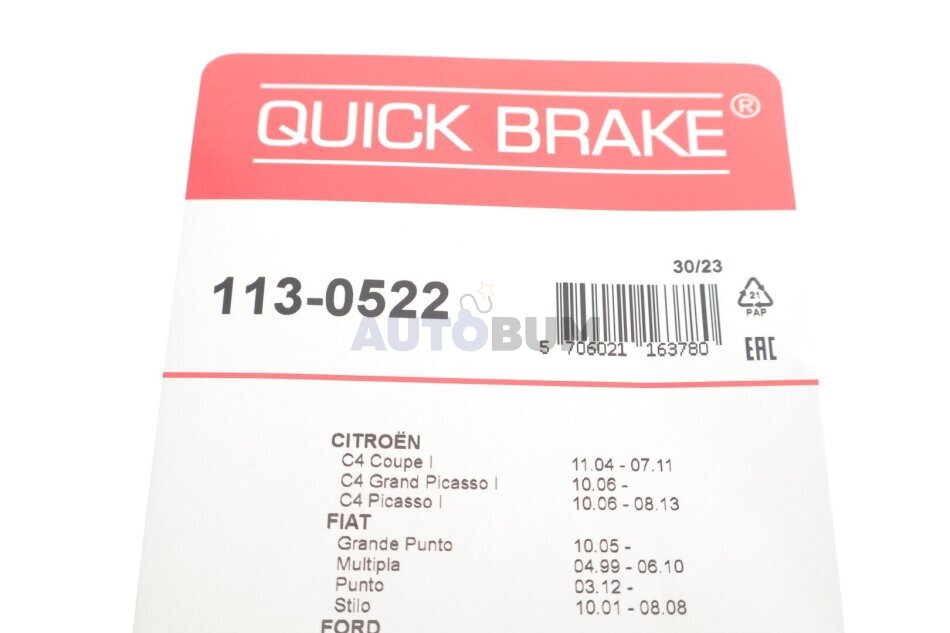 QUICK BRAKE®
30/23
113-0522
21
PAP
AUTOBUM
5 706021 163780
EAC
CITROËN
C4 Coupe I 11.04 - 07.11
C4 Grand Picasso I 10.06 -
C4 Picasso I 10.06 - 08.13
FIAT
Grande Punto 10.05 -
Multipla 04.99 - 06.10
Punto 03.12 -
Stilo 10.01 - 08.08
FORD